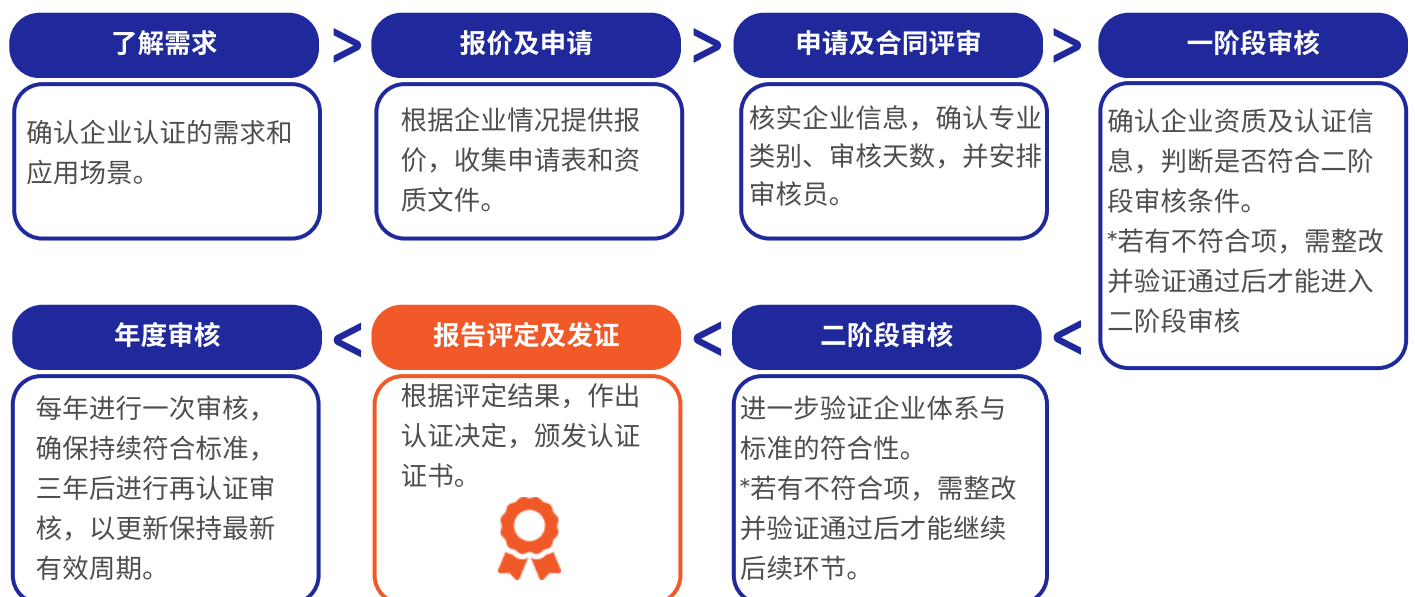 了解需求
>
报价及申请
>
申请及合同评审
>
一阶段审核
确认企业认证的需求和
应用场景。
根据企业情况提供报
价，收集申请表和资
质文件。
核实企业信息，确认专业
类别、审核天数，并安排
审核员。
确认企业资质及认证信
息，判断是否符合二阶
段审核条件。
*若有不符合项，需整改
并验证通过后才能进入
二阶段审核
<
二阶段审核
进一步验证企业体系与
标准的符合性。
*若有不符合项，需整改
并验证通过后才能继续
后续环节。
<
报告评定及发证
根据评定结果，作出
认证决定，颁发认证
证书。
<
年度审核
每年进行一次审核，
确保持续符合标准，
三年后进行再认证审
核，以更新保持最新
有效周期。